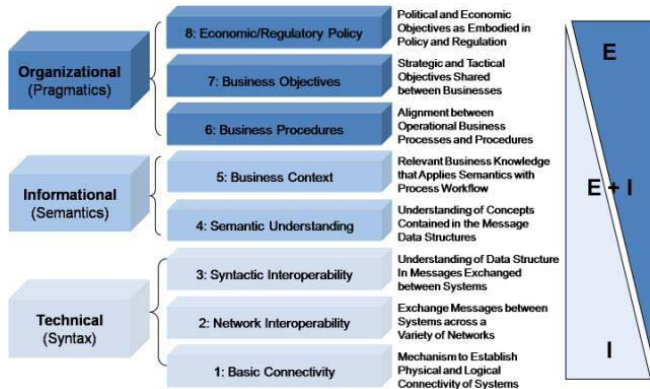 8: Economic/Regulatory Policy
Political and Economic
Objectives as Embodied in
Policy and Regulation
E
Organizational
(Pragmatics)
7: Business Objectives
Strategic and Tactical
Objectives Shared
between Businesses
6: Business Procedures
Alignment between
Operational Business
Processes and Procedures
Informational
(Semantics)
5: Business Context
Relevant Business Knowledge
that Applies Semantics with
Process Workflow
E + I
4: Semantic Understanding
Understanding of Concepts
Contained in the Message
Data Structures
Technical
(Syntax)
3: Syntactic Interoperability
Understanding of Data Structure
In Messages Exchanged
between Systems
2: Network Interoperability
Exchange Messages between
Systems across a
Variety of Networks
I
1: Basic Connectivity
Mechanism to Establish
Physical and Logical
Connectivity of Systems